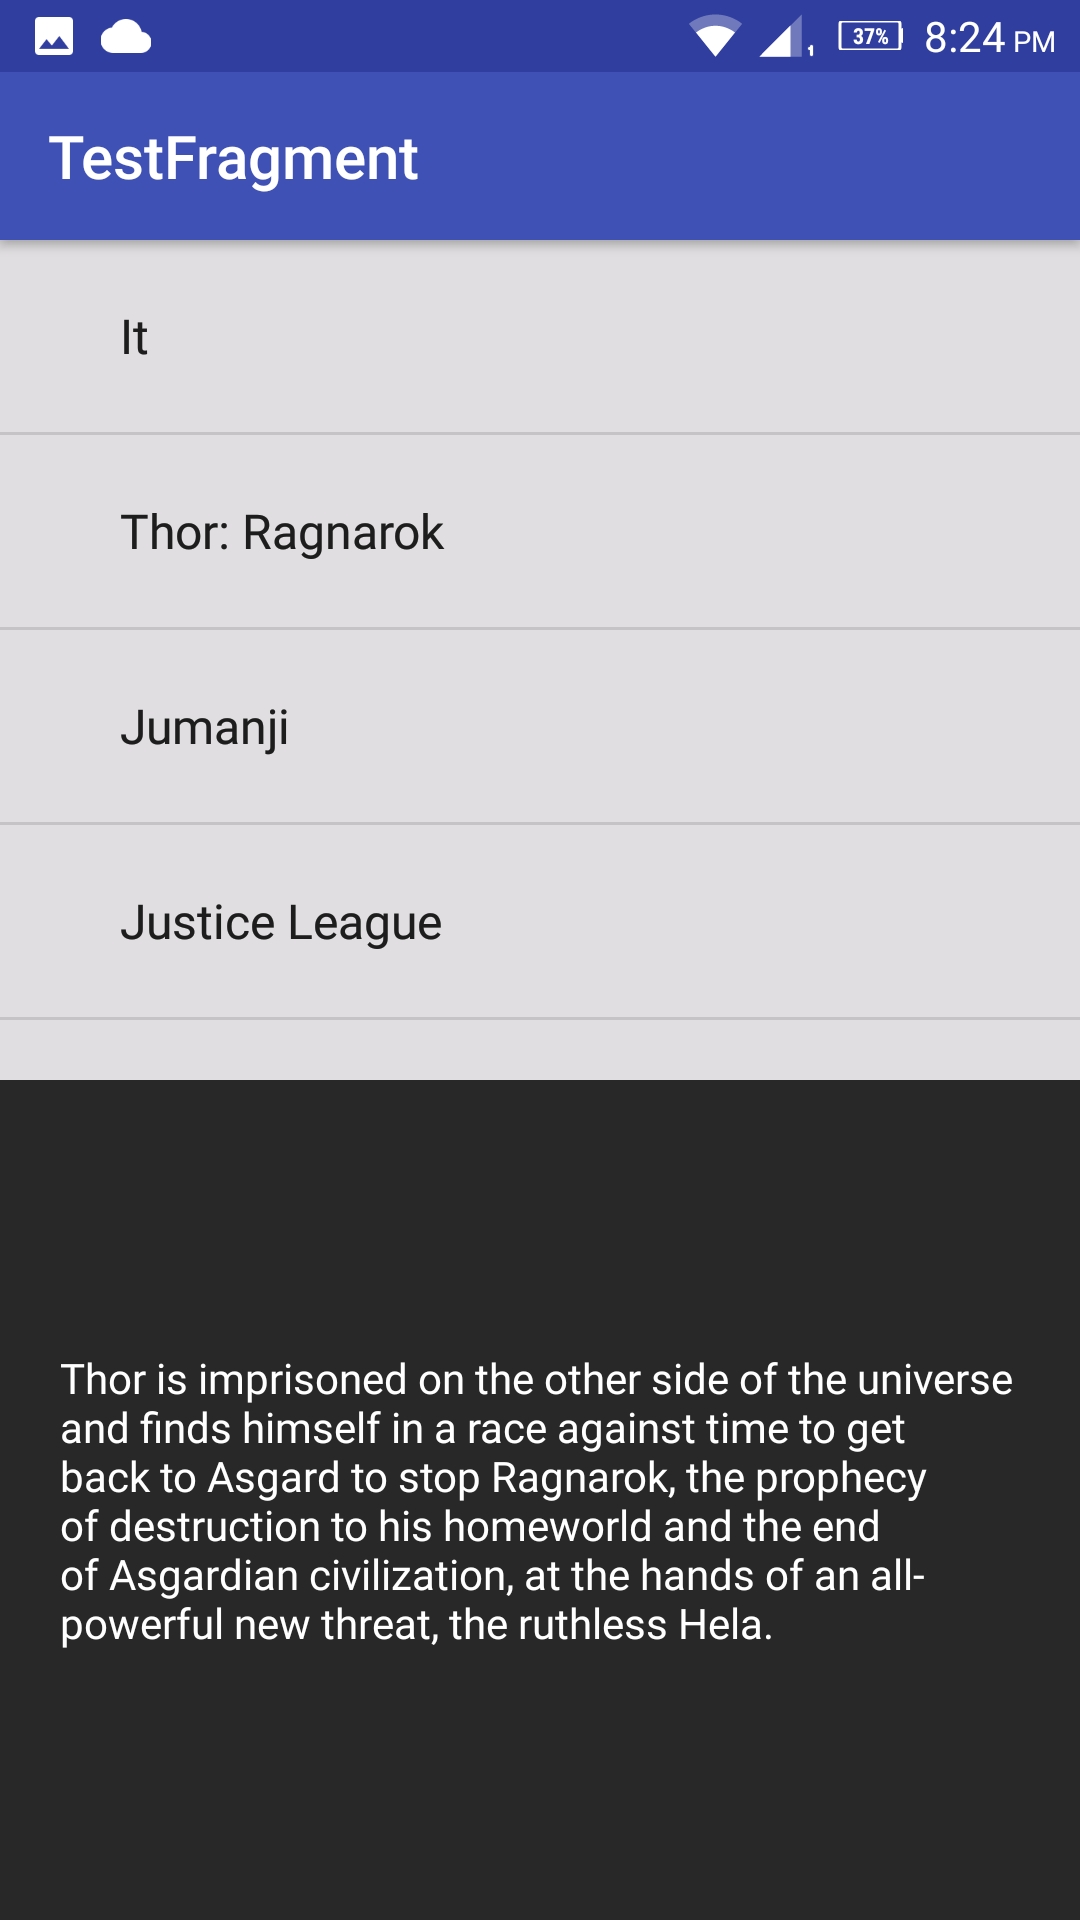 37% 8:24 PM
TestFragment
It
Thor: Ragnarok
Jumanji
Justice League
Thor is imprisoned on the other side of the universe
and finds himself in a race against time to get
back to Asgard to stop Ragnarok, the prophecy
of destruction to his homeworld and the end
of Asgardian civilization, at the hands of an all-
powerful new threat, the ruthless Hela.